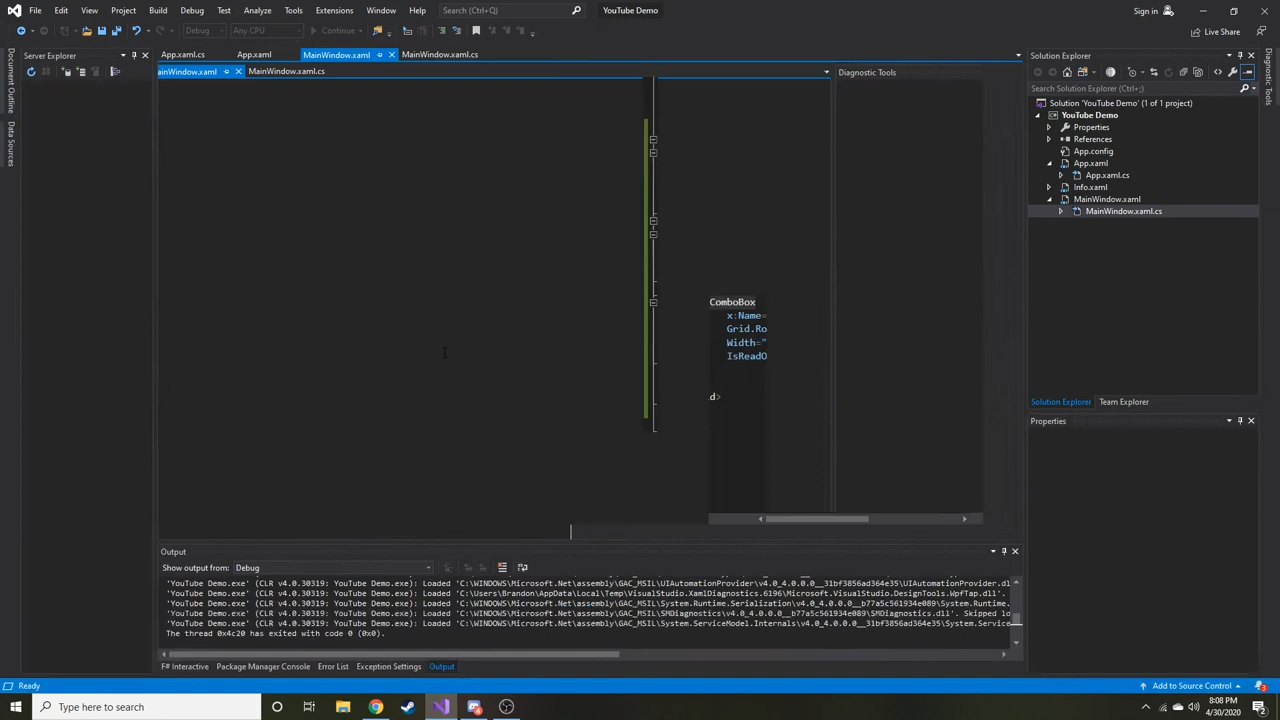 File Edit View Project Build Debug Test Analyze Tools Extensions Window Help Search (Ctrl+Q) YouTube Demo Sign in
Debug Any CPU Continue Live Share
Server Explorer
App.xaml.cs App.xaml MainWindow.xaml MainWindow.xaml.cs
ainWindow.xaml MainWindow.xaml.cs
Diagnostic Tools
Document Outline
Data Sources
ComboBox
x:Name=
Grid.Ro
Width="
IsReadO
d>
Solution Explorer
Search Solution Explorer (Ctrl+;)
Solution 'YouTube Demo' (1 of 1 project)
YouTube Demo
Properties
References
App.config
App.xaml
App.xaml.cs
Info.xaml
MainWindow.xaml
MainWindow.xaml.cs
Solution Explorer Team Explorer
Properties
Diagnostic Tools
Output
Show output from: Debug
'YouTube Demo.exe' (CLR v4.0.30319: YouTube Demo.exe): Loaded 'C:\WINDOWS\Microsoft.Net\assembly\GAC_MSIL\UIAutomationProvider\v4.0_4.0.0.0__31bf3856ad364e35\UIAutomationProvider.dl
'YouTube Demo.exe' (CLR v4.0.30319: YouTube Demo.exe): Loaded 'C:\Users\Brandon\AppData\Local\Temp\VisualStudio.XamlDiagnostics.6196\Microsoft.VisualStudio.DesignTools.WpfTap.dll'.
'YouTube Demo.exe' (CLR v4.0.30319: YouTube Demo.exe): Loaded 'C:\WINDOWS\Microsoft.Net\assembly\GAC_MSIL\System.Runtime.Serialization\v4.0_4.0.0.0__b77a5c561934e089\System.Runtime.
'YouTube Demo.exe' (CLR v4.0.30319: YouTube Demo.exe): Loaded 'C:\WINDOWS\Microsoft.Net\assembly\GAC_MSIL\SMDiagnostics\v4.0_4.0.0.0__b77a5c561934e089\SMDiagnostics.dll'. Skipped lo
'YouTube Demo.exe' (CLR v4.0.30319: YouTube Demo.exe): Loaded 'C:\WINDOWS\Microsoft.Net\assembly\GAC_MSIL\System.ServiceModel.Internals\v4.0_4.0.0.0__31bf3856ad364e35\System.Service
The thread 0x4c20 has exited with code 0 (0x0).
F# Interactive Package Manager Console Error List Exception Settings Output
Ready Add to Source Control 3
Type here to search
8:08 PM
4/30/2020
2